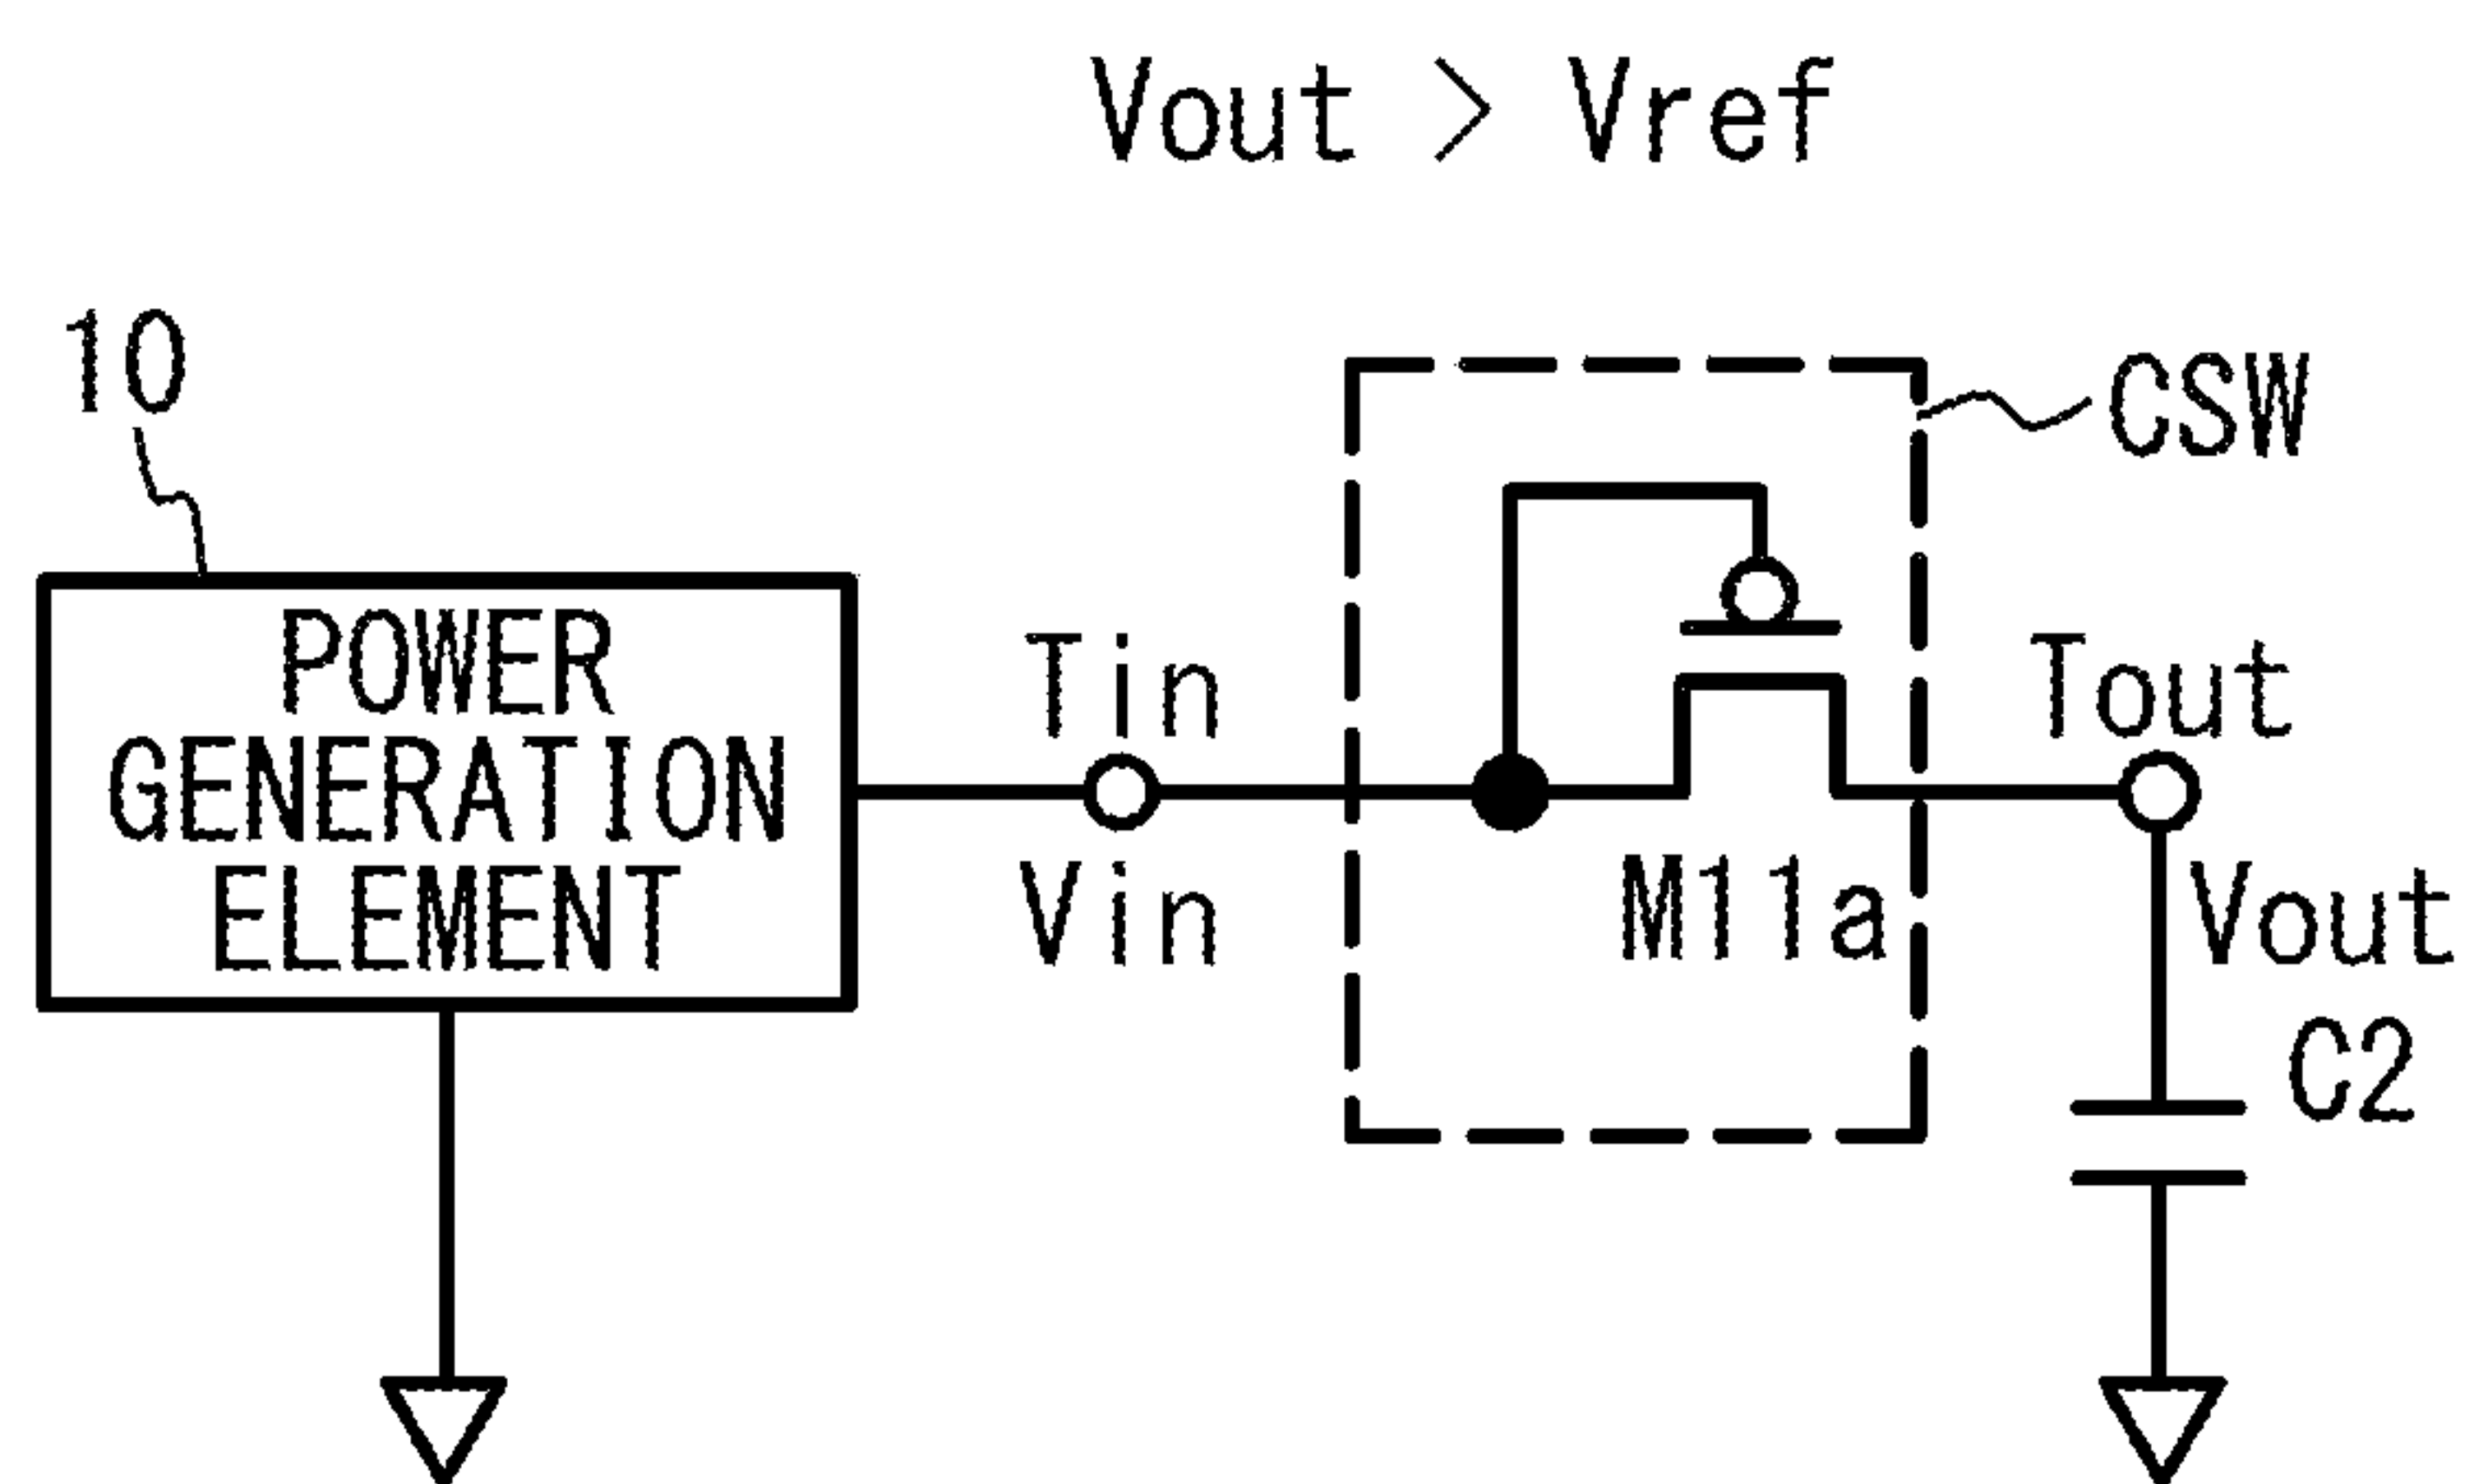 Vout > Vref
10
CSW
POWER
GENERATION
ELEMENT
Tin
Vin
M11a
Tout
Vout
C2